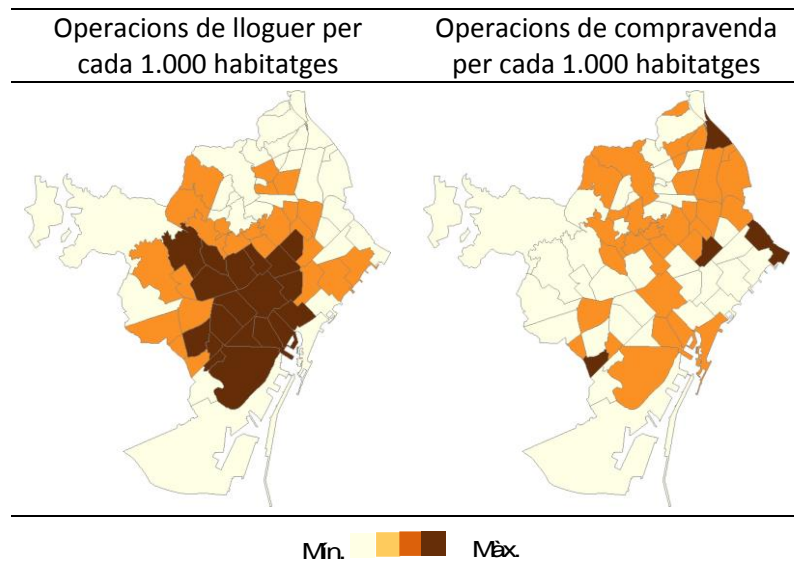 Operacions de lloguer per
cada 1.000 habitatges
Operacions de compravenda
per cada 1.000 habitatges
Mín.
Màx.